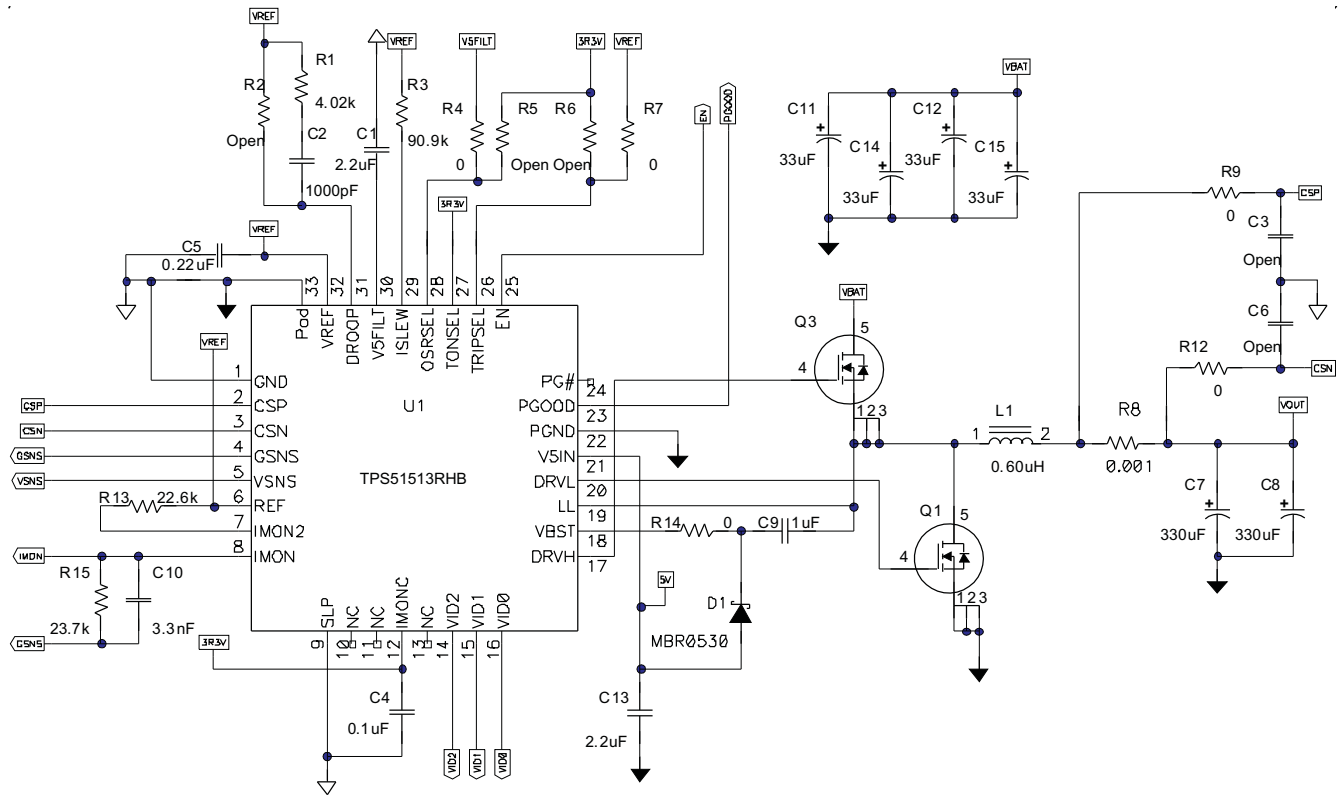 VREF
R1
R2
4.02k
Open
C2
1000pF
C1
2.2uF
VREF
R3
90.9k
V5FILT
R4
0
R5
Open
3R3V
R6
Open
VREF
R7
0
EN
PGOOD
3R3V
VREF
C5
0.22uF
VBAT
C11
33uF
C14
33uF
C12
33uF
C15
33uF
R9
0
CSP
C3
Open
C6
Open
R12
0
CSN
33
32
31
30
29
28
27
26
25
Pad
VREF
DROOP
V5FILT
ISLEW
OSRSEL
TONSEL
TRIPSEL
EN
VREF
1
GND
CSP
2
CSP
CSN
3
CSN
GSNS
4
GSNS
VSNS
5
VSNS
R13
22.6k
6
REF
7
IMON2
IMON
8
IMON
R15
23.7k
C10
3.3nF
GSNS
U1
TPS51513RHB
PG#
24
PGOOD
23
PGND
22
V5IN
21
DRVL
20
LL
19
VBST
18
DRVH
17
SLP
NC
NC
IMONC
NC
VID2
VID1
VID0
9
10
11
12
13
14
15
16
3R3V
C4
0.1uF
VID2
VID1
VID0
VBAT
Q3
5
4
123
L1
1
2
0.60uH
R8
0.001
VOUT
C7
330uF
C8
330uF
Q1
5
4
123
R14
0
C9
1uF
5V
D1
MBR0530
C13
2.2uF